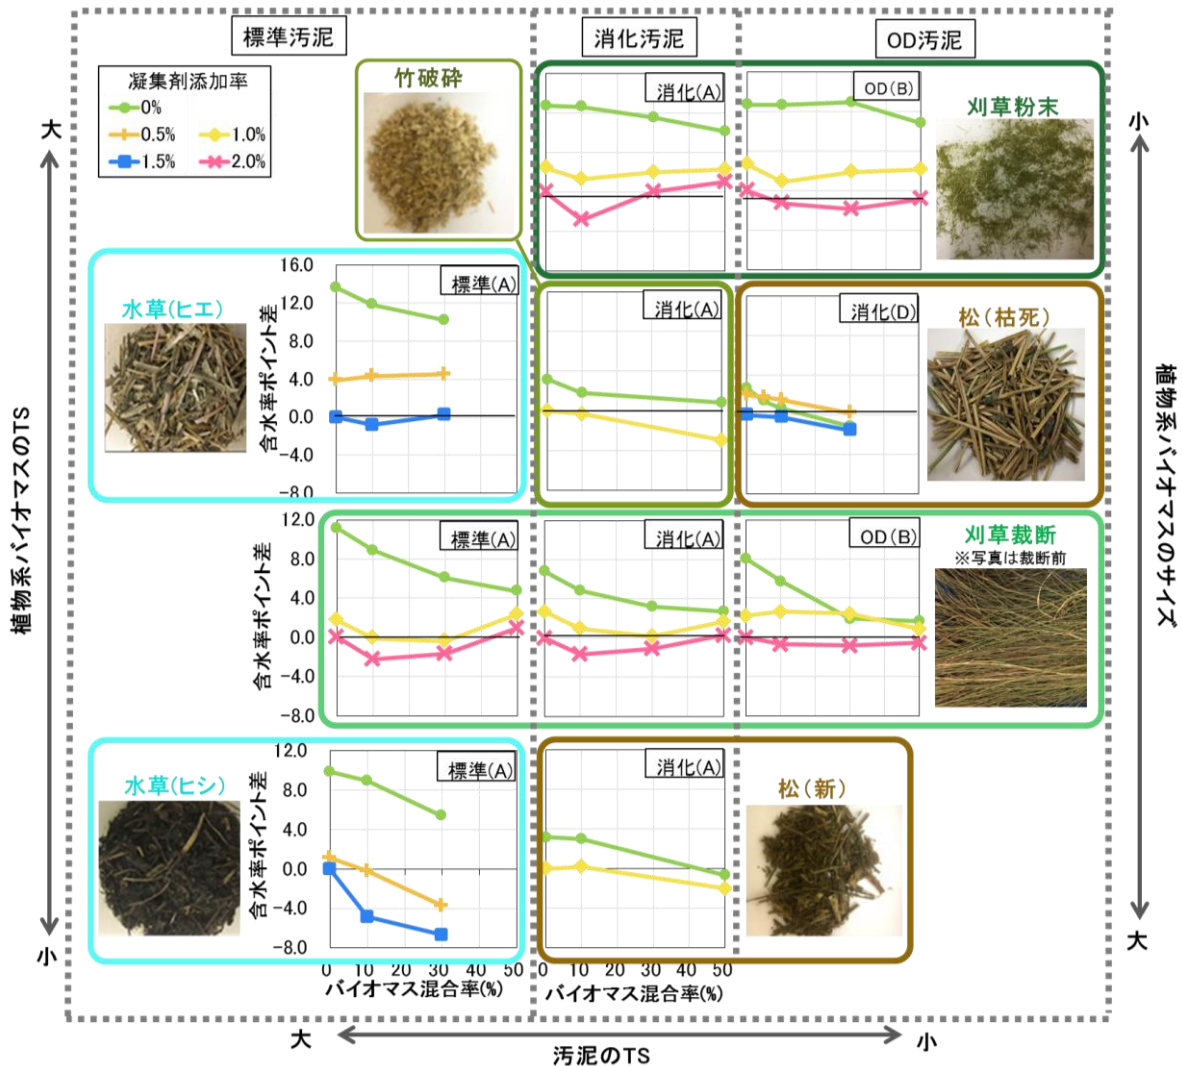 標準汚泥
消化汚泥
OD汚泥
凝集剤添加率
0%
0.5%
1.0%
1.5%
2.0%
竹破砕
消化(A)
OD(B)
刈草粉末
大
小
水草(ヒエ)
16.0
12.0
8.0
4.0
0.0
-4.0
-8.0
含水率ポイント差
標準(A)
消化(A)
消化(D)
松(枯死)
植物系バイオマスのTS
植物系バイオマスのサイズ
12.0
8.0
4.0
0.0
-4.0
-8.0
含水率ポイント差
標準(A)
消化(A)
OD(B)
刈草裁断
※写真は裁断前
水草(ヒシ)
12.0
8.0
4.0
0.0
-4.0
-8.0
含水率ポイント差
標準(A)
消化(A)
松(新)
小
大
0 10 30 40 50
バイオマス混合率(%)
0 10 30 40 50
バイオマス混合率(%)
大
汚泥のTS
小